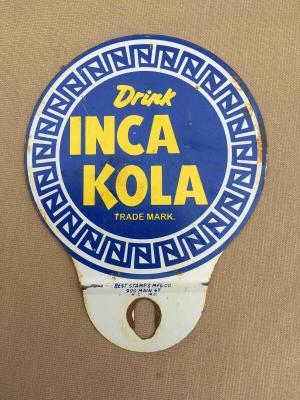 Drink
INCA
KOLA
TRADE MARK.
BEST STAMP & MFG CO
900 MAIN ST
K.C. MO